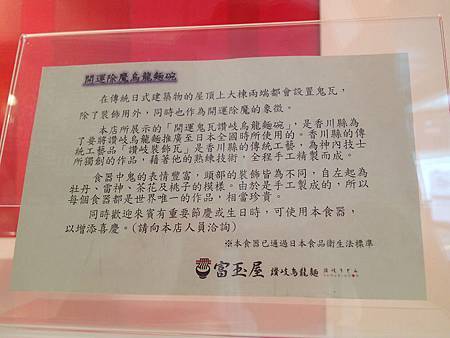 開運除魔烏龍麵碗
在傳統日式建築物的屋頂上大棟兩端都會設置鬼瓦，
除了裝飾用外，同時也作為開運除魔的象徵。
本店所展示的「開運鬼瓦讚岐烏龍麵碗」，是香川縣為
了要將讚岐烏龍麵推廣至日本全國時所使用的。香川縣的傳
統工藝品「讚岐裝飾瓦」是香川縣的傳統工藝，為神內技士
所獨創的作品，藉著他的熟練技術，全程手工精製而成。
食器中鬼的表情豐富，頭部的裝飾皆為不同，自左起為
牡丹、雷神、茶花及桃子的模樣。由於是手工製成的，所以
每個食器都是世界唯一的作品，相當珍貴。
同時歡迎來賓有重要節慶或生日時，可使用本食器，
以增添喜慶。(請向本店人員洽詢)
※本食器已通過日本食品衛生法標準
富玉屋 讚岐烏龍麵